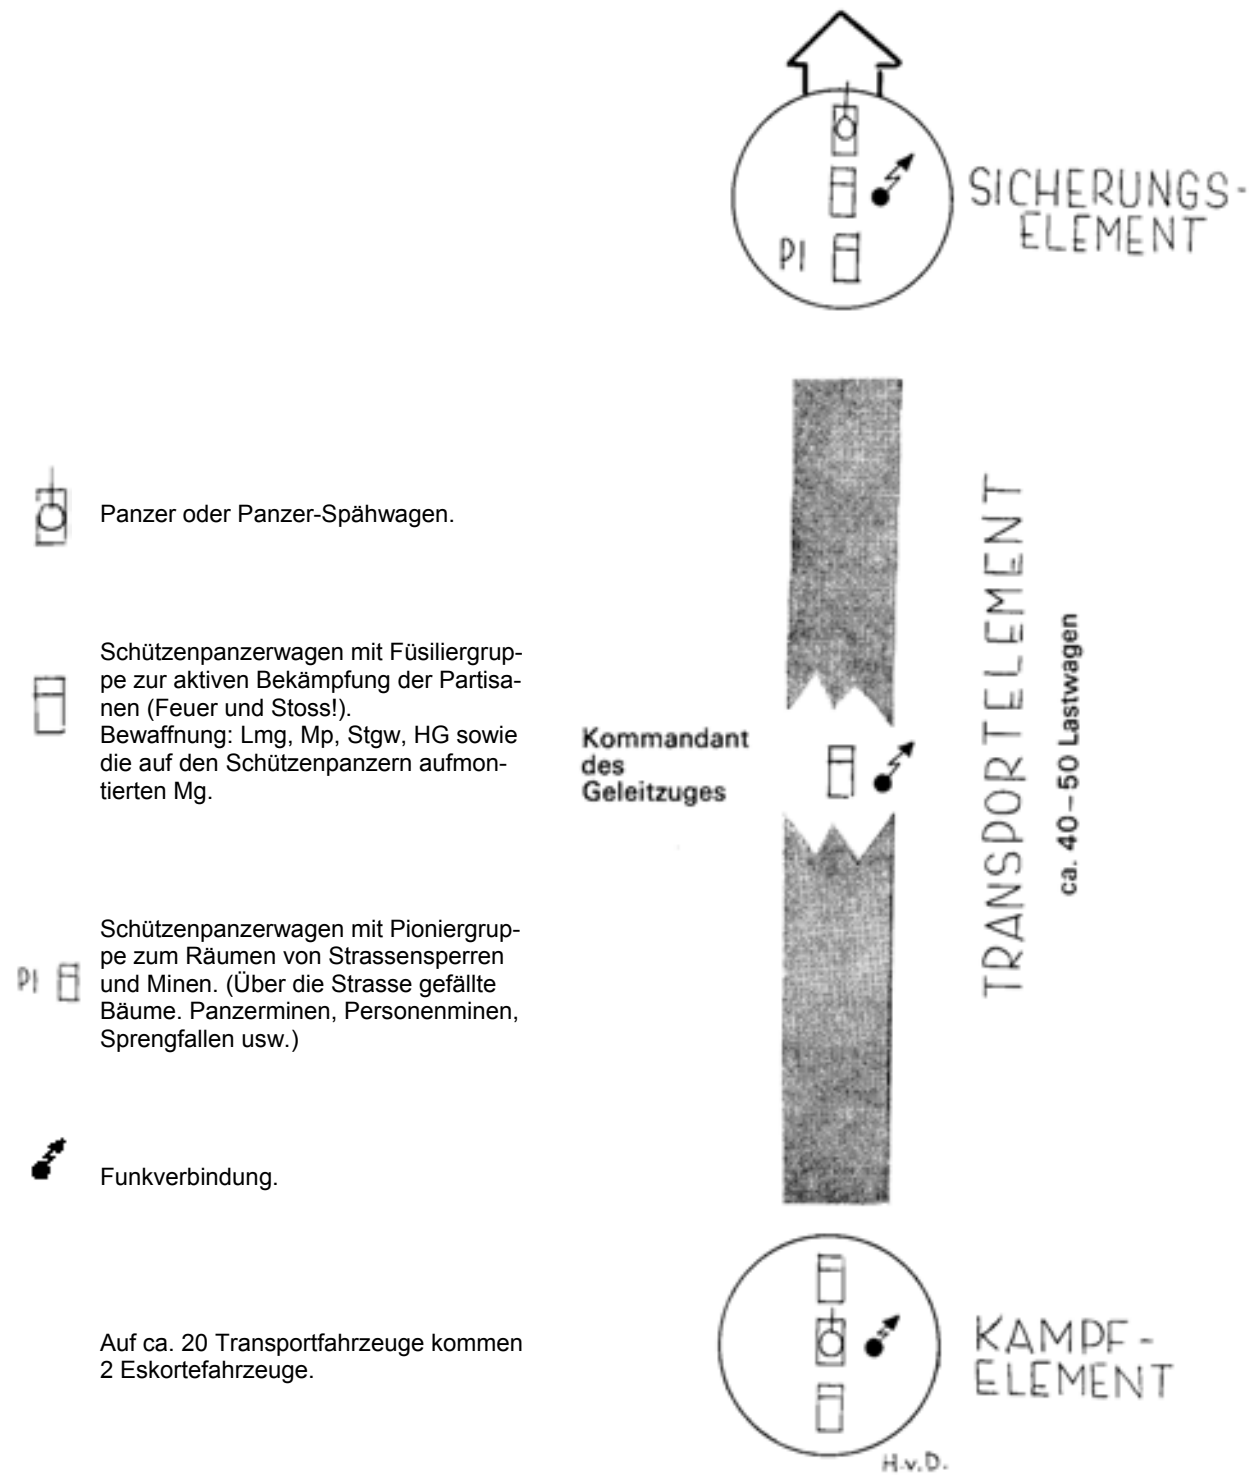 SICHERUNGS-
ELEMENT
PI
Panzer oder Panzer-Spähwagen.
Schützenpanzerwagen mit Füsiliergrup-
pe zur aktiven Bekämpfung der Partisa-
nen (Feuer und Stoss!).
Bewaffnung: Lmg, Mp, Stgw, HG sowie
die auf den Schützenpanzern aufmon-
tierten Mg.
Kommandant
des
Geleitzuges
TRANSPORTELEMENT
ca. 40–50 Lastwagen
PI
Schützenpanzerwagen mit Pioniergrup-
pe zum Räumen von Strassensperren
und Minen. (Über die Strasse gefällte
Bäume. Panzerminen, Personenminen,
Sprengfallen usw.)
Funkverbindung.
Auf ca. 20 Transportfahrzeuge kommen
2 Eskortefahrzeuge.
KAMPF-
ELEMENT
H.v.D.